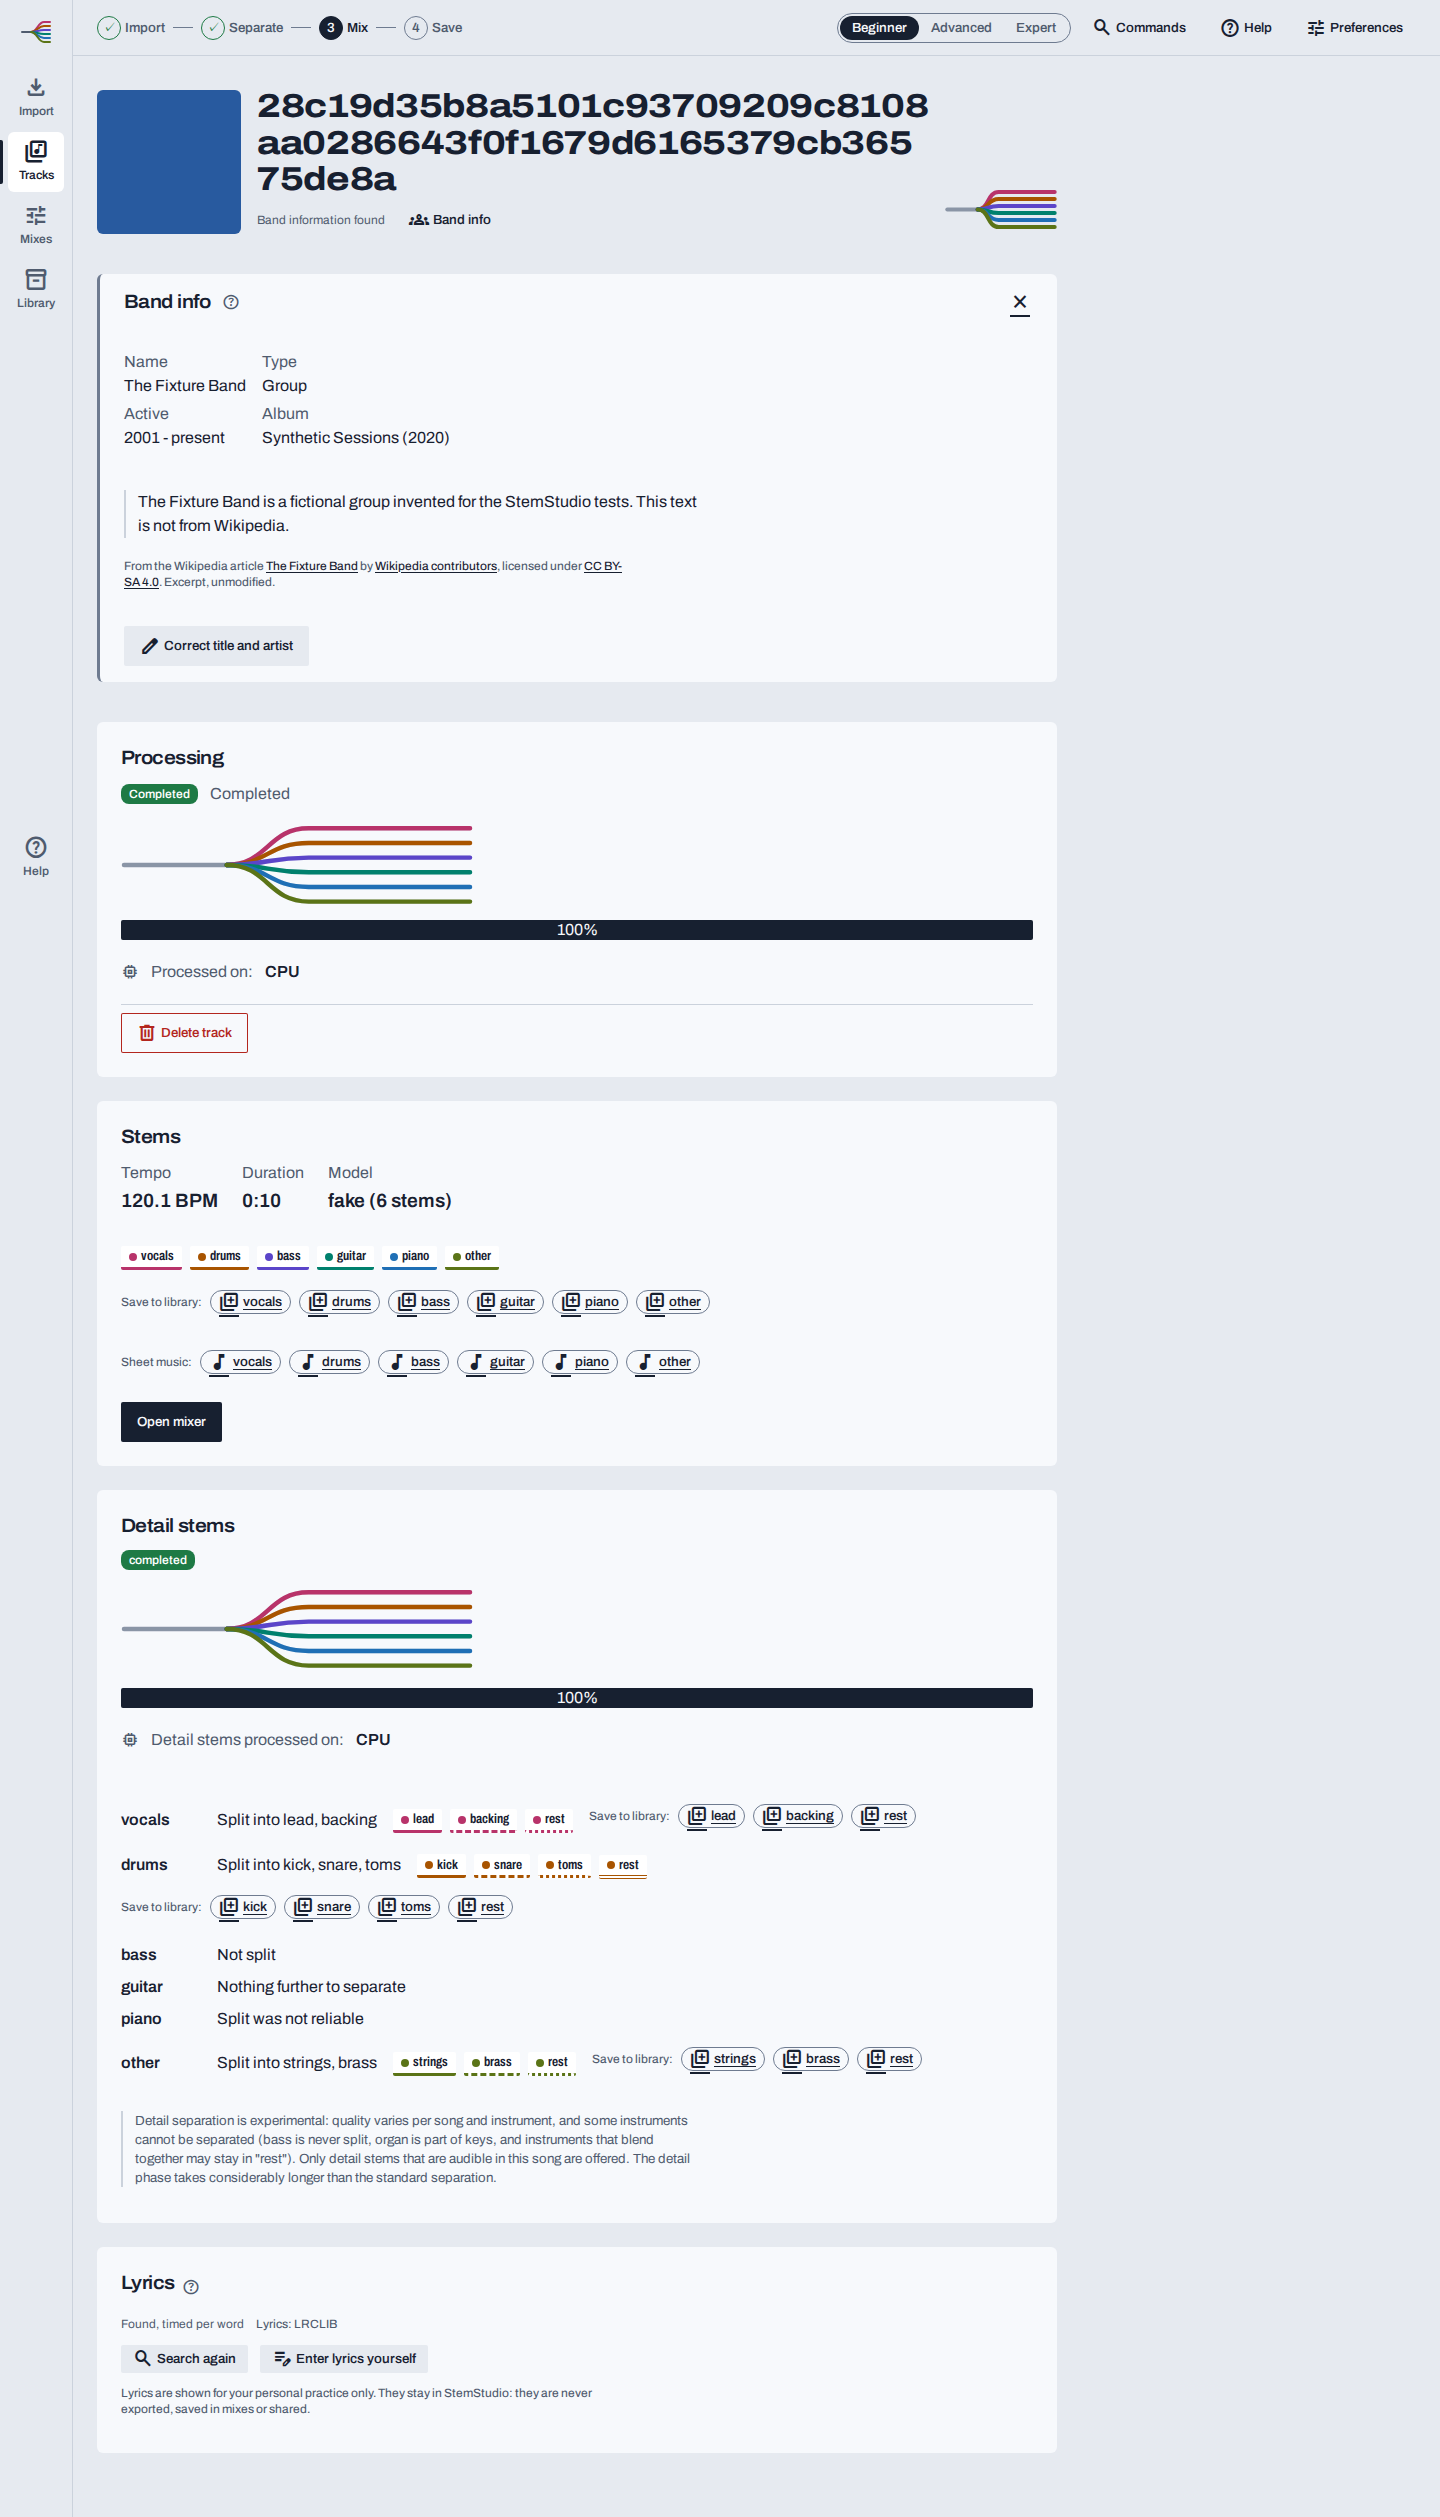 Import
Separate
3 Mix
4 Save
Beginner
Advanced
Expert
Commands
Help
Preferences
Import
Tracks
Mixes
Library
Help
28c19d35b8a5101c93709209c8108
aa0286643f0f1679d6165379cb365
75de8a
Band information found
Band info
Band info
Name Type
The Fixture Band Group
Active Album
2001 - present Synthetic Sessions (2020)
The Fixture Band is a fictional group invented for the StemStudio tests. This text
is not from Wikipedia.
From the Wikipedia article The Fixture Band by Wikipedia contributors, licensed under CC BY-
SA 4.0. Excerpt, unmodified.
Correct title and artist
Processing
Completed Completed
100%
Processed on: CPU
Delete track
Stems
Tempo Duration Model
120.1 BPM 0:10 fake (6 stems)
vocals drums bass guitar piano other
Save to library: vocals drums bass guitar piano other
Sheet music: vocals drums bass guitar piano other
Open mixer
Detail stems
completed
100%
Detail stems processed on: CPU
vocals Split into lead, backing lead backing rest Save to library: lead backing rest
drums Split into kick, snare, toms kick snare toms rest
Save to library: kick snare toms rest
bass Not split
guitar Nothing further to separate
piano Split was not reliable
other Split into strings, brass strings brass rest Save to library: strings brass rest
Detail separation is experimental: quality varies per song and instrument, and some instruments
cannot be separated (bass is never split, organ is part of keys, and instruments that blend
together may stay in "rest"). Only detail stems that are audible in this song are offered. The detail
phase takes considerably longer than the standard separation.
Lyrics
Found, timed per word Lyrics: LRCLIB
Search again
Enter lyrics yourself
Lyrics are shown for your personal practice only. They stay in StemStudio: they are never
exported, saved in mixes or shared.